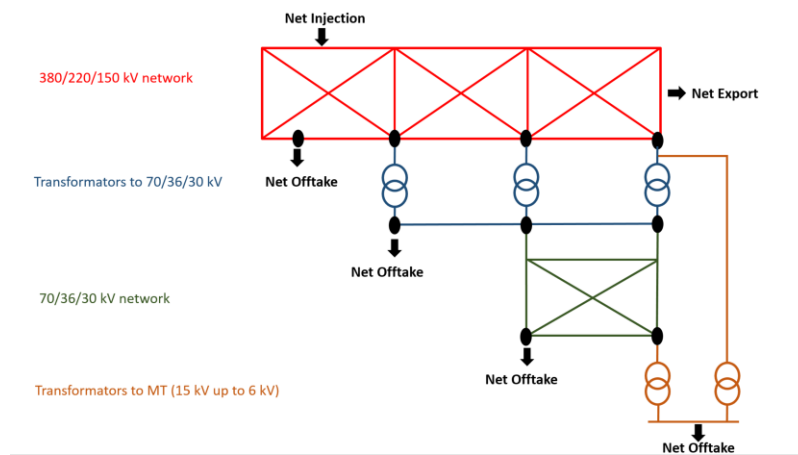 Net Injection
380/220/150 kV network
Net Export
Net Offtake
Transformators to 70/36/30 kV
Net Offtake
70/36/30 kV network
Net Offtake
Transformators to MT (15 kV up to 6 kV)
Net Offtake